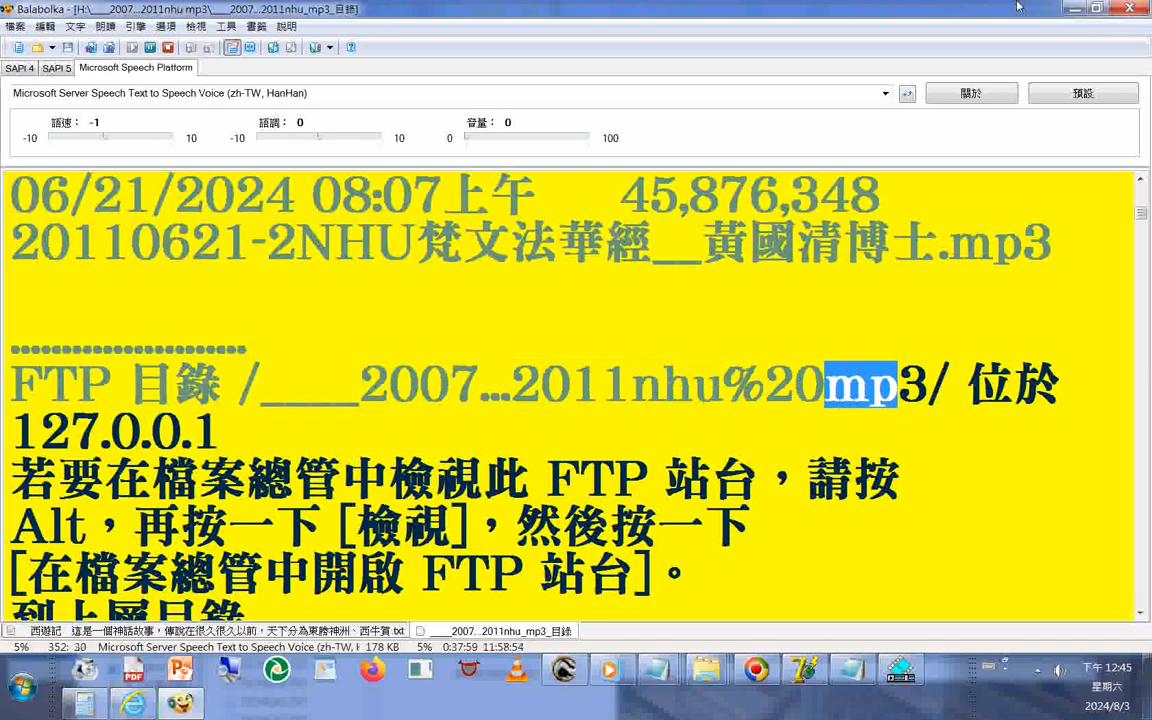 Balabolka - [H:\____2007...2011nhu mp3\____2007...2011nhu_mp3_目錄]
檔案 編輯 文字 朗讀 引擎 選項 檢視 工具 書籤 說明
SAPI 4 SAPI 5 Microsoft Speech Platform
Microsoft Server Speech Text to Speech Voice (zh-TW, HanHan) 關於 預設
語速： -1 語調： 0 音量： 0
-10 10 -10 10 0 100
06/21/2024 08:07上午 45,876,348
20110621-2NHU梵文法華經__黃國清博士.mp3
.......................
FTP 目錄 /____2007...2011nhu%20mp3/ 位於
127.0.0.1
若要在檔案總管中檢視此 FTP 站台，請按
Alt，再按一下 [檢視]，然後按一下
[在檔案總管中開啟 FTP 站台]。
到上層目錄
西遊記 這是一個神話故事，傳說在很久很久以前，天下分為東勝神洲、西牛賀.txt ____2007...2011nhu_mp3_目錄
5% 352: 30 Microsoft Server Speech Text to Speech Voice (zh-TW, 178 KB 5% 0:37:59 11:58:54
下午 12:45
星期六
2024/8/3